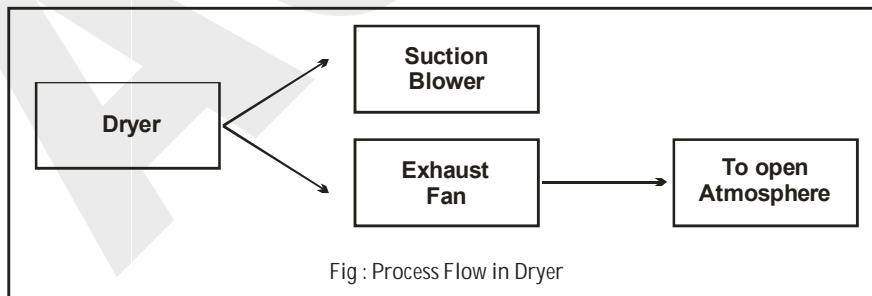 Suction
Blower
Dryer
Exhaust
Fan
To open
Atmosphere
Fig : Process Flow in Dryer